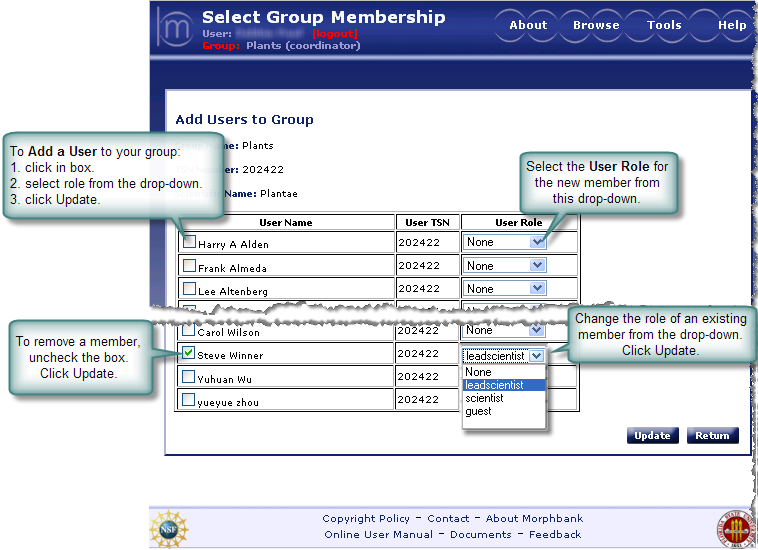 Select Group Membership
User: [logout]
Group: Plants (coordinator)
About Browse Tools Help
Add Users to Group
me: Plants
er: 202422
Name: Plantae
To Add a User to your group:
1. click in box.
2. select role from the drop-down.
3. click Update.
Select the User Role for
the new member from
this drop-down.
User Name User TSN User Role
Harry A Alden 202422 None
Frank Almeda 202422 None
Lee Altenberg 202422 None
Carol Wilson 202422 None
Steve Winner 202422 leadscientist
Yuhuan Wu 202422
yueyue zhou 202422
None
leadscientist
scientist
guest
To remove a member,
uncheck the box.
Click Update.
Change the role of an existing
member from the drop-down.
Click Update.
Update Return
NSF
Copyright Policy - Contact - About Morphbank
Online User Manual - Documents - Feedback